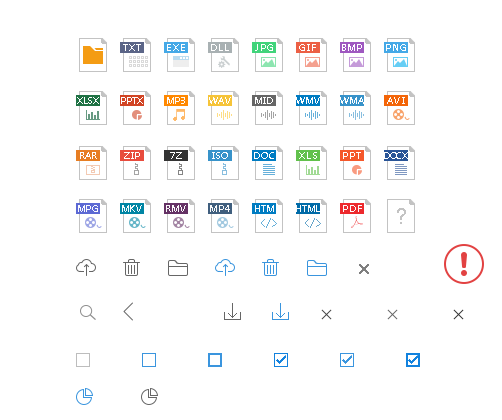 TXT EXE DLL JPG GIF BMP PNG
XLSX PPTX MP3 WAV MID WMV WMA AVI
RAR ZIP 7Z ISO DOC XLS PPT DOCX
MPG MKV RMV MP4 HTM HTML PDF ?
!